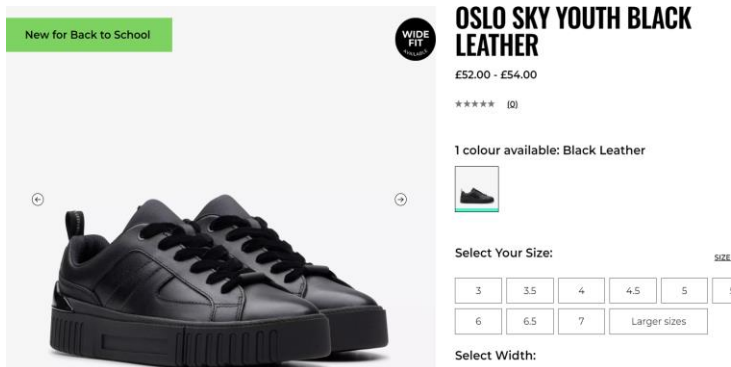 New for Back to School
WIDE
FIT
AVAILABLE
OSLO SKY YOUTH BLACK
LEATHER
£52.00 - £54.00
(0)
1 colour available: Black Leather
Select Your Size:
SIZE
3 3.5 4 4.5 5
6 6.5 7 Larger sizes
Select Width: